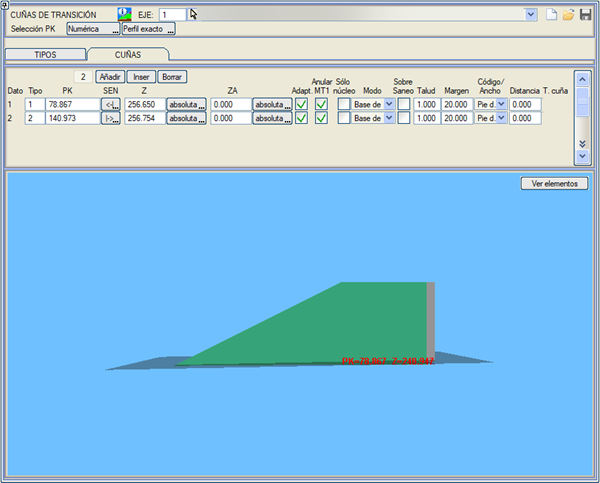 CUÑAS DE TRANSICIÓN EJE: 1
Selección PK Numérica ... Perfil exacto ...
TIPOS CUÑAS
2 Añadir Inser Borrar
Anular Sólo Sobre Código/
Dato Tipo PK SEN Z ZA Adapt. MT1 núcleo Modo Saneo Talud Margen Ancho Distancia T. cuña
1 1 78.867 <-|... 256.650 absoluta ... 0.000 absoluta ... Base de 1.000 20.000 Pie d. 0.000
2 2 140.973 |->... 256.754 absoluta ... 0.000 absoluta ... Base de 1.000 20.000 Pie d. 0.000
Ver elementos
PK=78.867